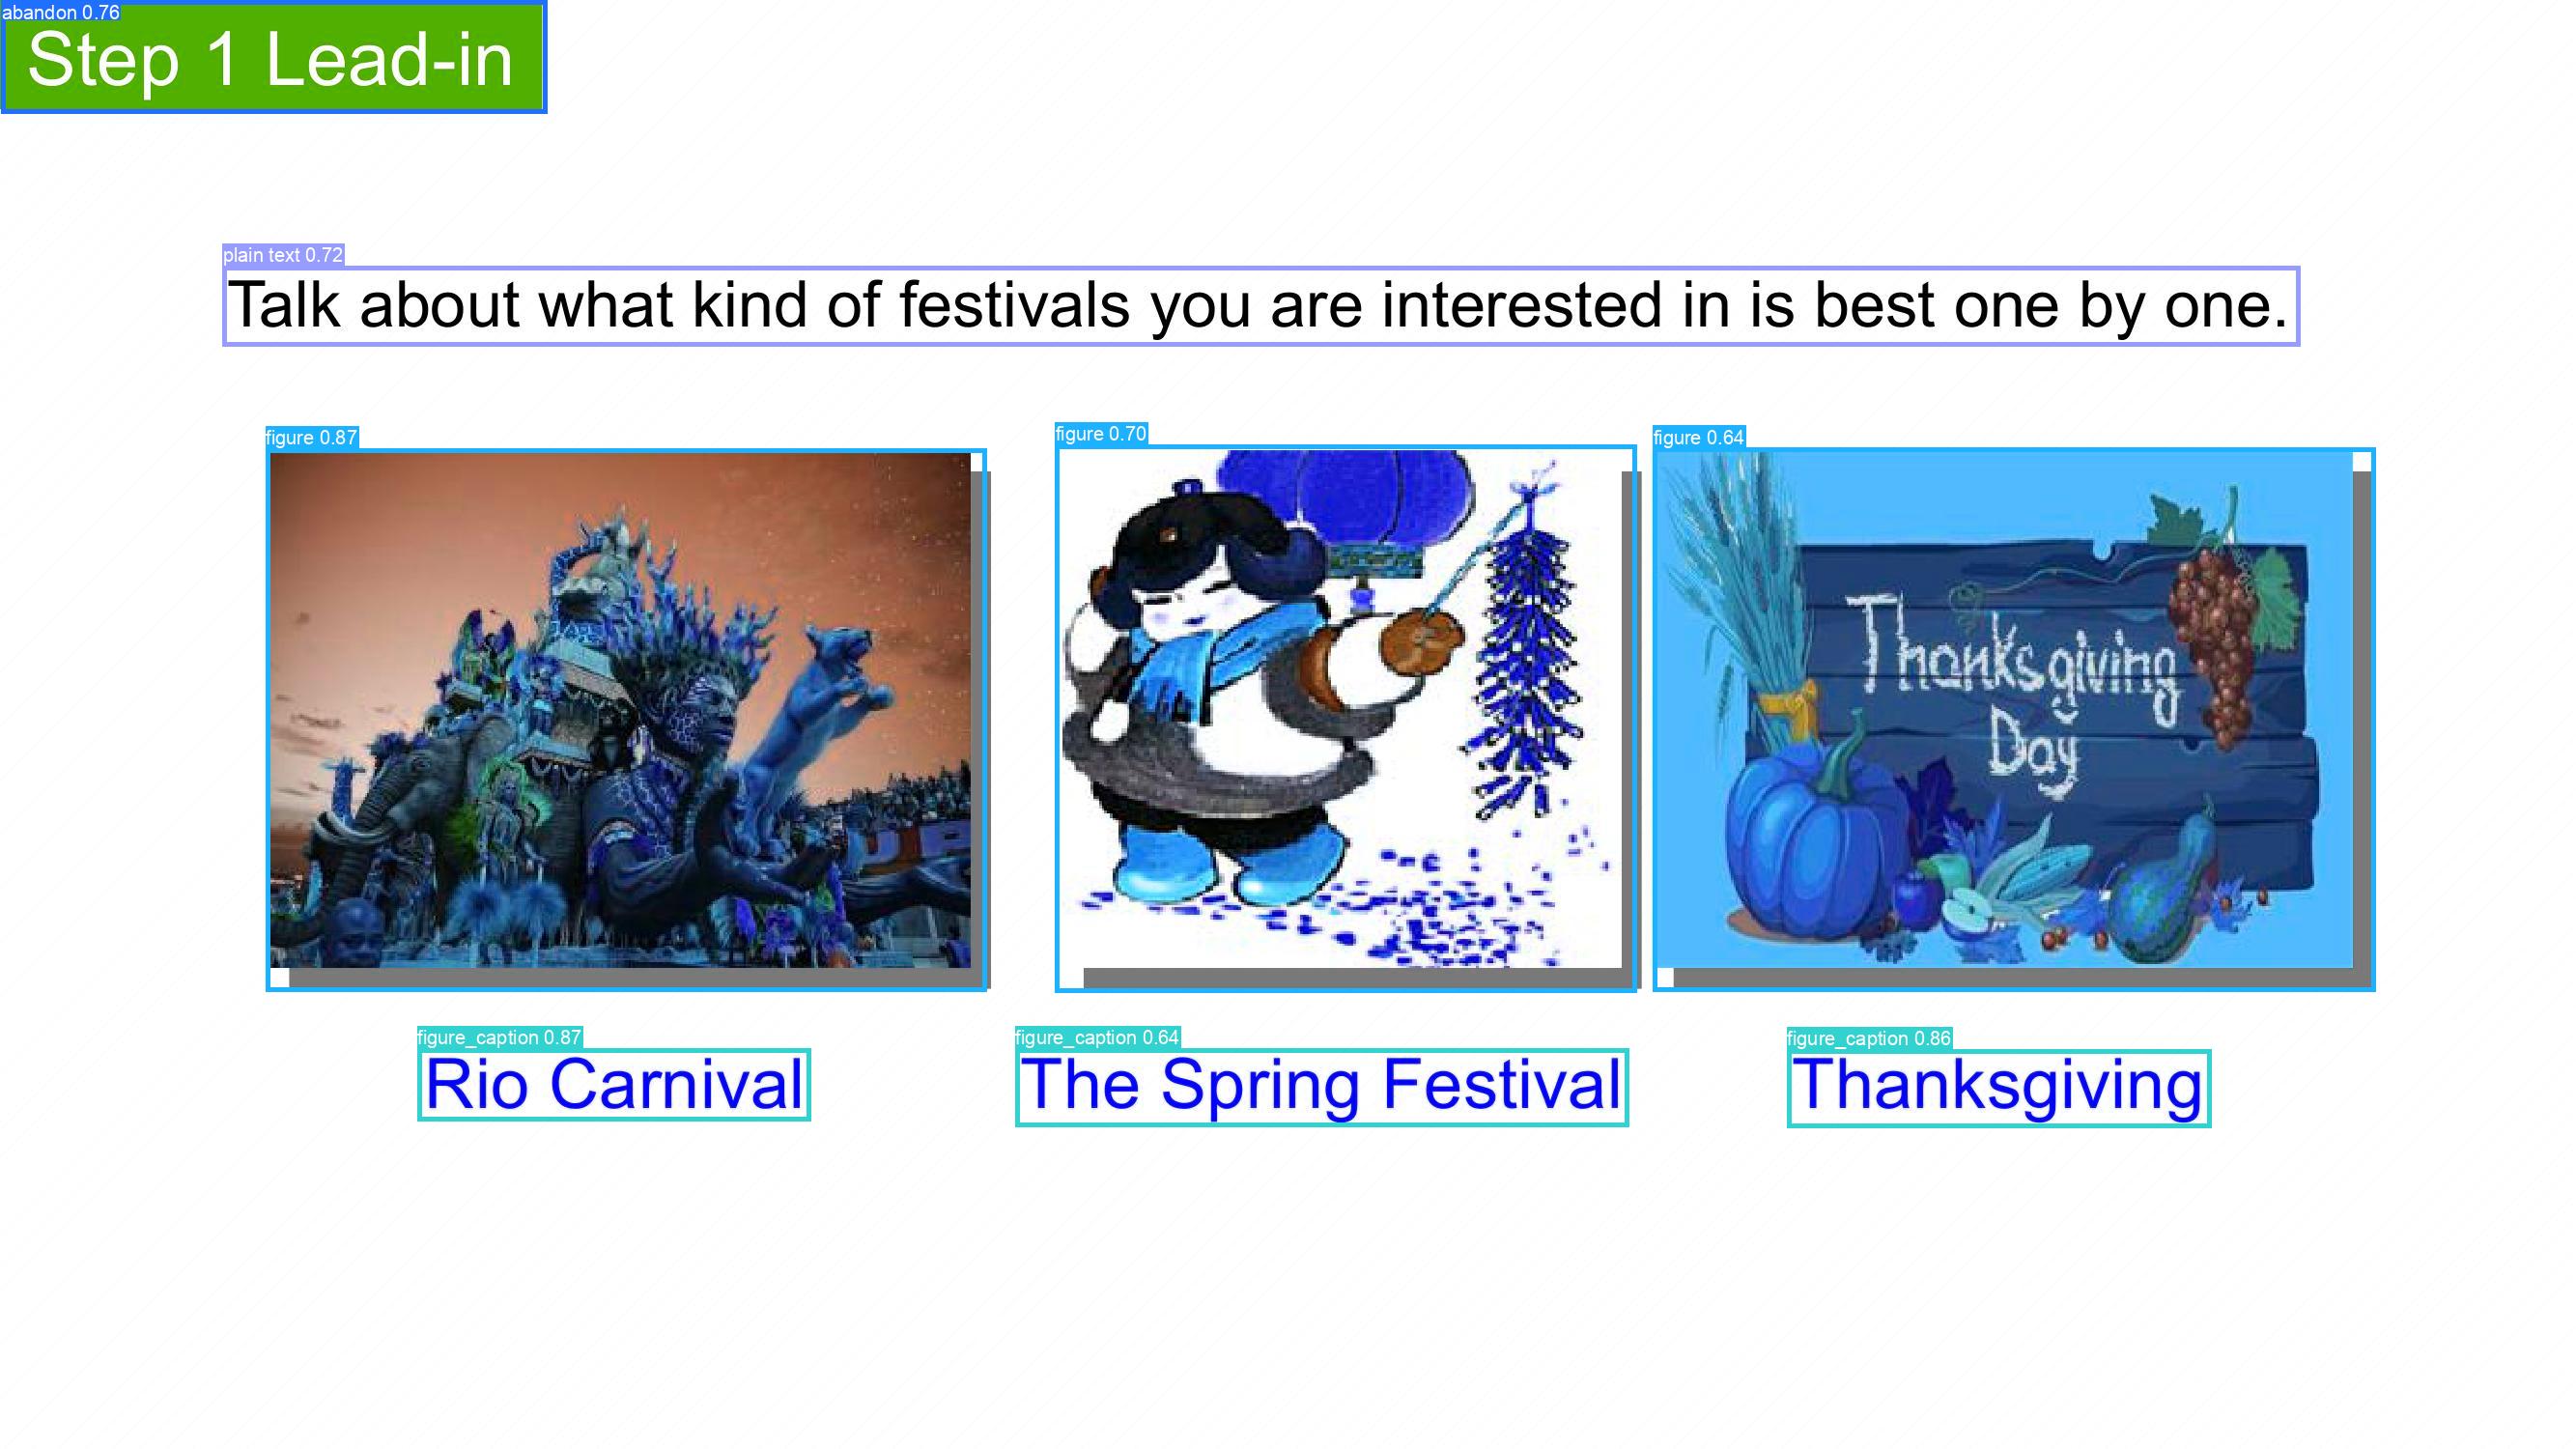 abandon 0.76
Step 1 Lead-in
plain text 0.72
Talk about what kind of festivals you are interested in is best one by one.
figure 0.87
figure 0.70
figure 0.64
Thanksgiving
Day
figure_caption 0.87
figure_caption 0.64
figure_caption 0.86
Rio Carnival
The Spring Festival
Thanksgiving